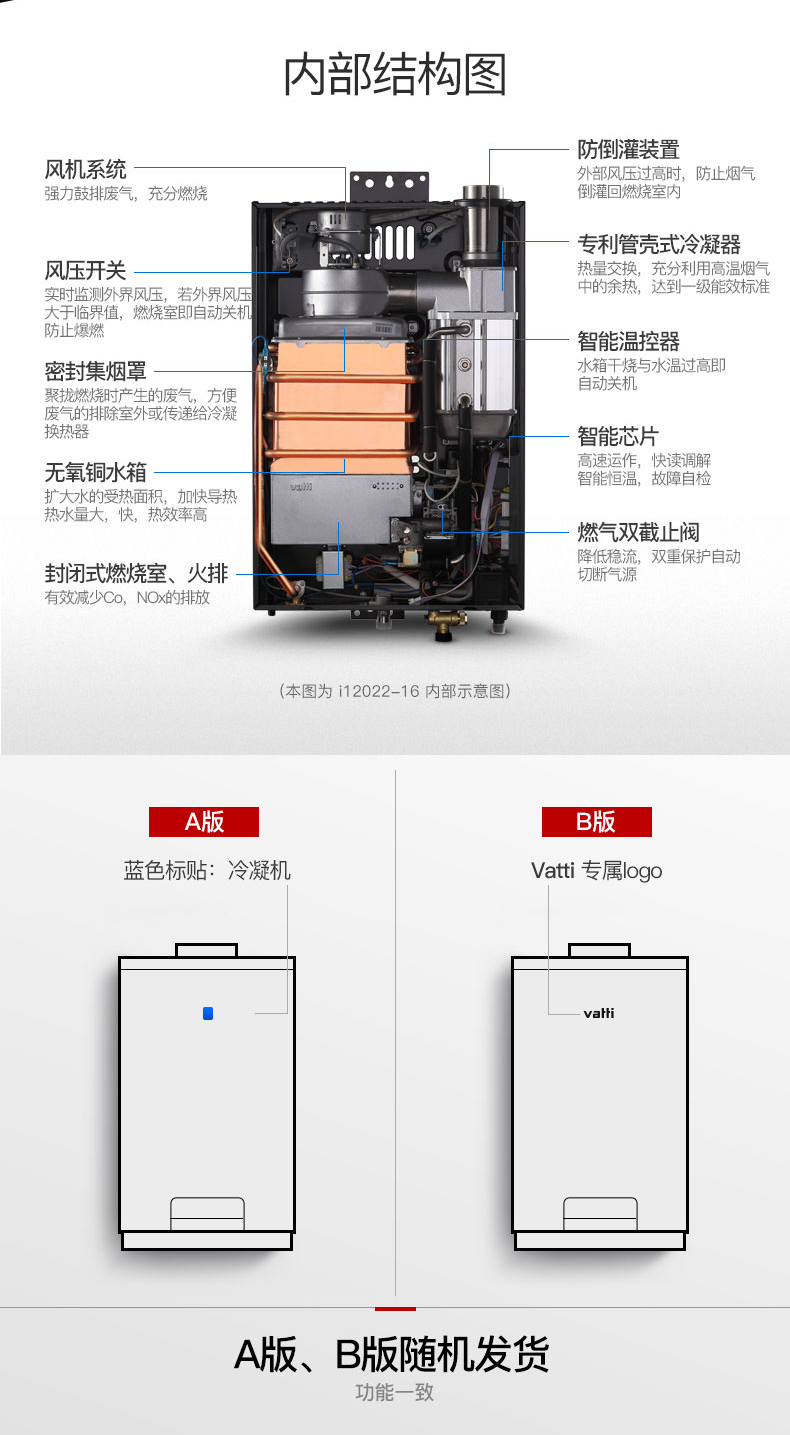 内部结构图
风机系统
强力鼓排废气，充分燃烧
风压开关
实时监测外界风压，若外界风压
大于临界值，燃烧室即自动关机
防止爆燃
密封集烟罩
聚拢燃烧时产生的废气，方便
废气的排除室外或传递给冷凝
换热器
无氧铜水箱
扩大水的受热面积，加快导热
热水量大，快，热效率高
封闭式燃烧室、火排
有效减少Co，NOx的排放
防倒灌装置
外部风压过高时，防止烟气
倒灌回燃烧室内
专利管壳式冷凝器
热量交换，充分利用高温烟气
中的余热，达到一级能效标准
智能温控器
水箱干烧与水温过高即
自动关机
智能芯片
高速运作，快读调解
智能恒温，故障自检
燃气双截止阀
降低稳流，双重保护自动
切断气源
vatti
（本图为 i12022-16 内部示意图）
A版
蓝色标贴：冷凝机
B版
Vatti 专属logo
vatti
A版、B版随机发货
功能一致